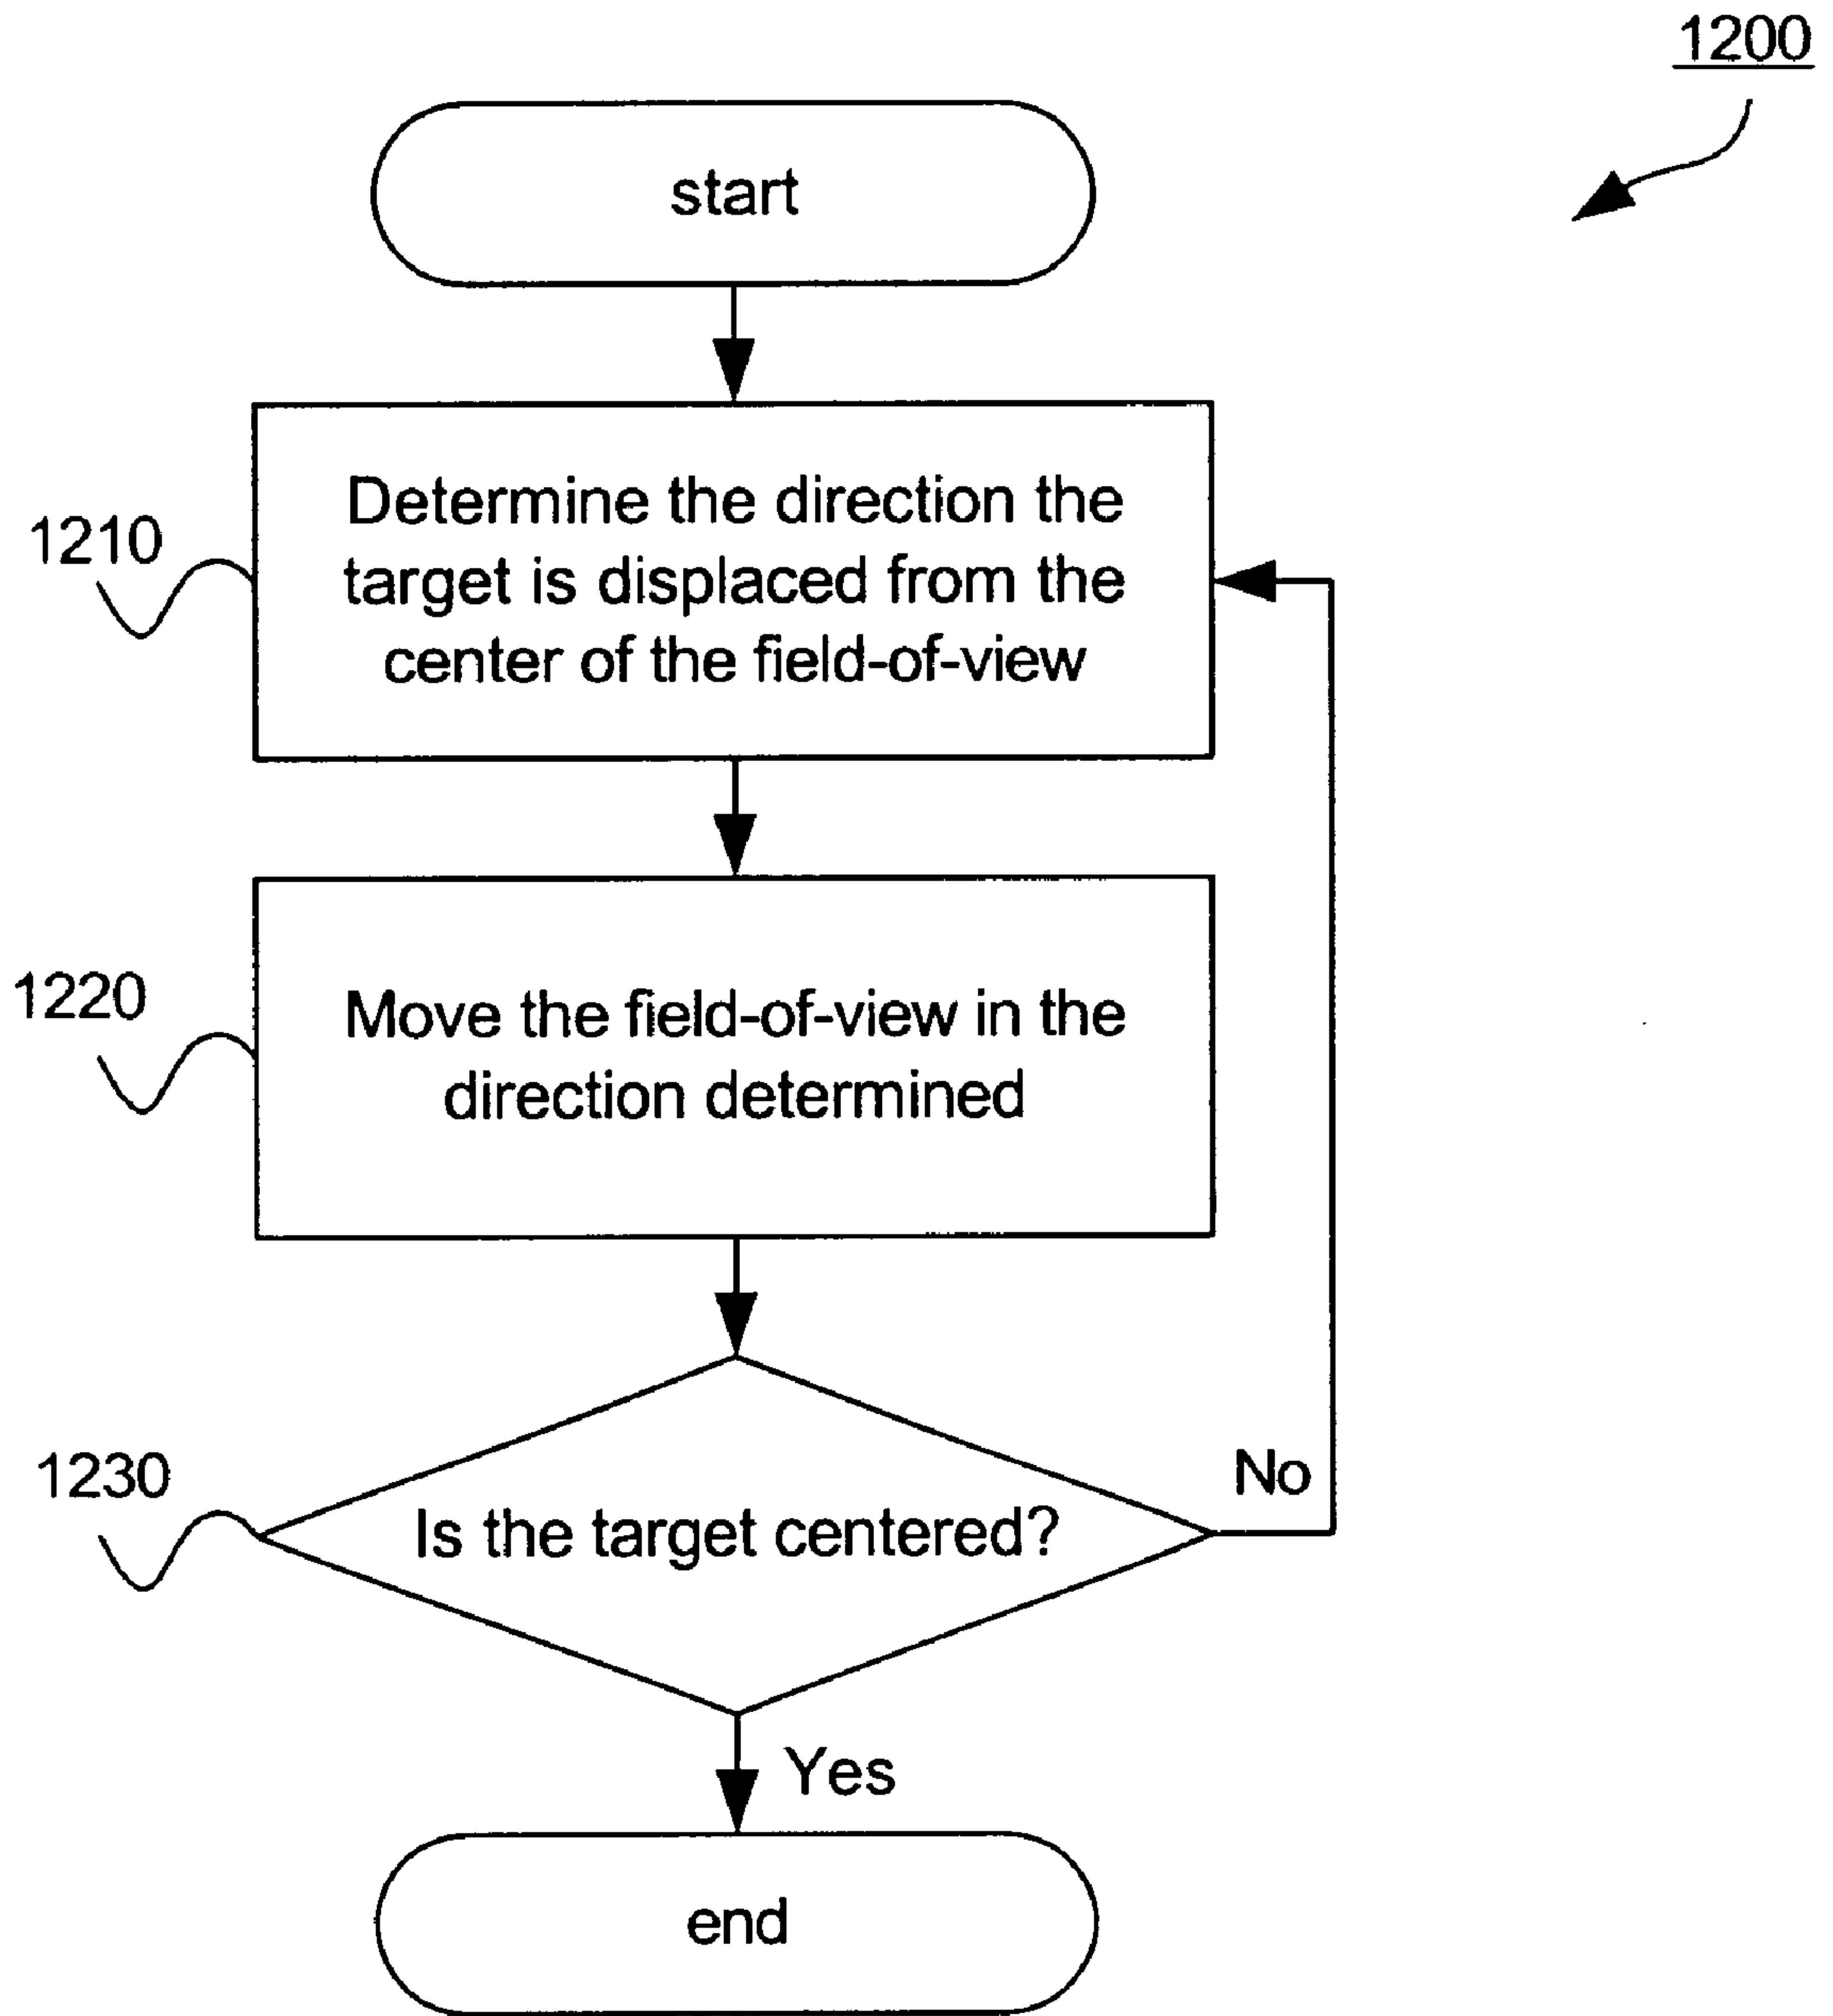 1200
start
1210
Determine the direction the
target is displaced from the
center of the field-of-view
1220
Move the field-of-view in the
direction determined
1230
Is the target centered?
No
Yes
end